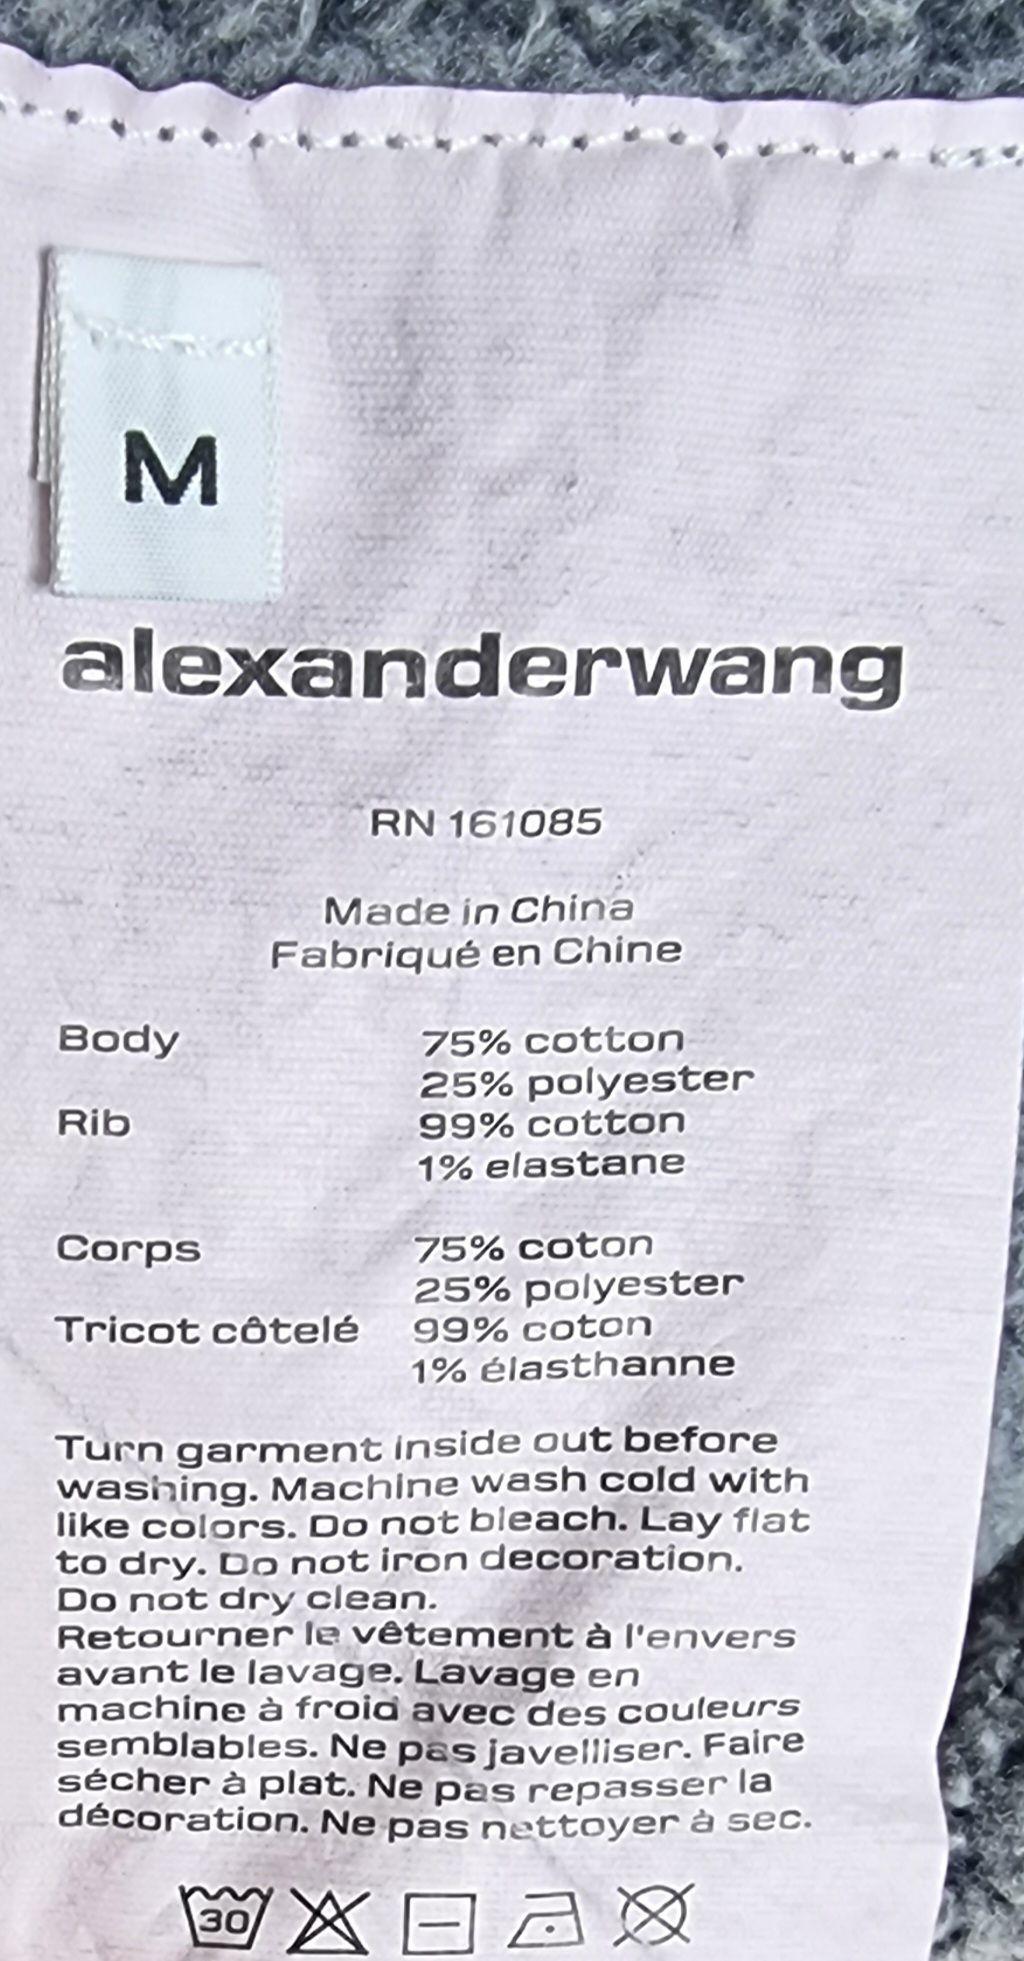 M
alexanderwang
RN 161085
Made in China
Fabriqué en Chine
Body 75% cotton
25% polyester
Rib 99% cotton
1% elastane
Corps 75% coton
25% polyester
Tricot côtelé 99% coton
1% élasthanne
Turn garment inside out before
washing. Machine wash cold with
like colors. Do not bleach. Lay flat
to dry. Do not iron decoration.
Do not dry clean.
Retourner le vêtement à l'envers
avant le lavage. Lavage en
machine à froid avec des couleurs
semblables. Ne pas javelliser. Faire
sécher à plat. Ne pas repasser la
décoration. Ne pas nettoyer à sec.
30